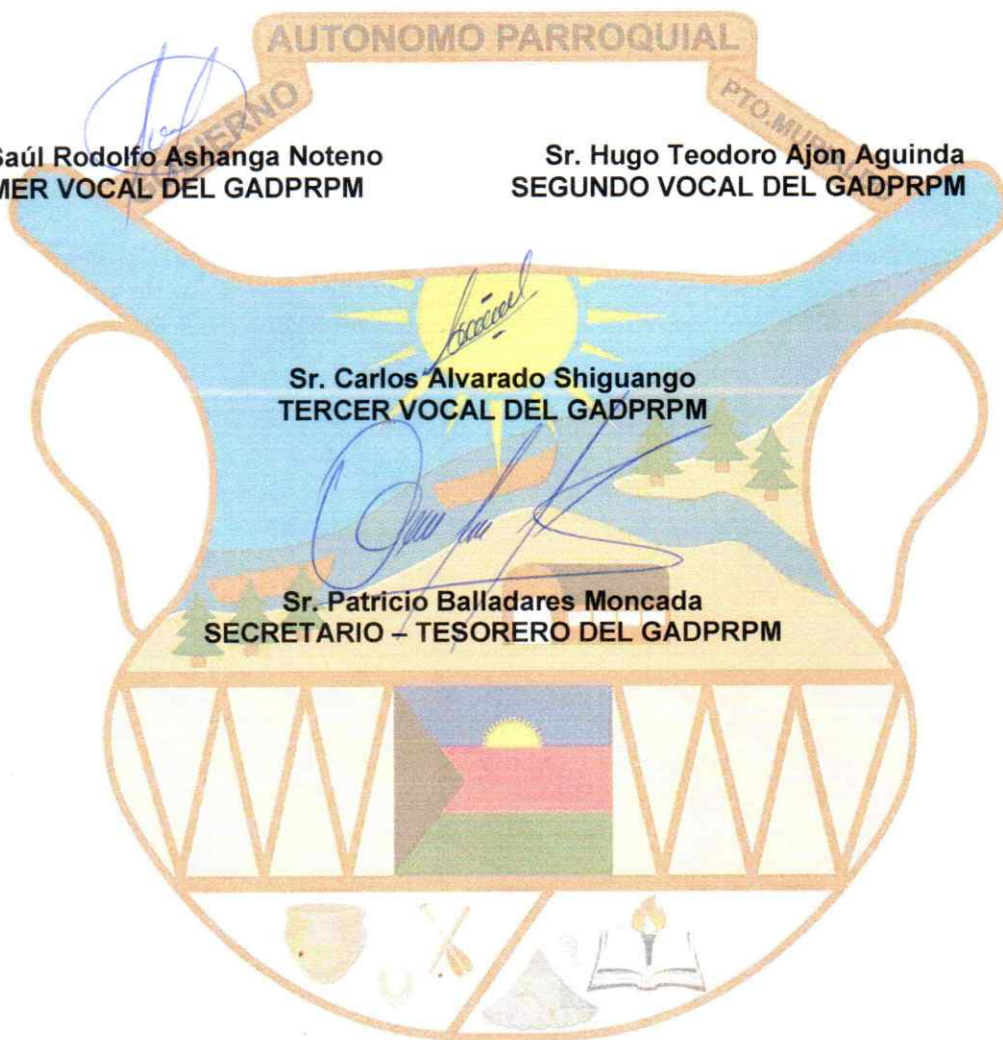 AUTONOMO PARROQUIAL
Saúl Rodolfo Ashanga Noteno
VOCAL DEL GADPRPM
Sr. Hugo Teodoro Ajon Aguinda
SEGUNDO VOCAL DEL GADPRPM
Sr. Carlos Alvarado Shiguango
TERCER VOCAL DEL GADPRPM
Sr. Patricio Balladares Moncada
SECRETARIO – TESORERO DEL GADPRPM